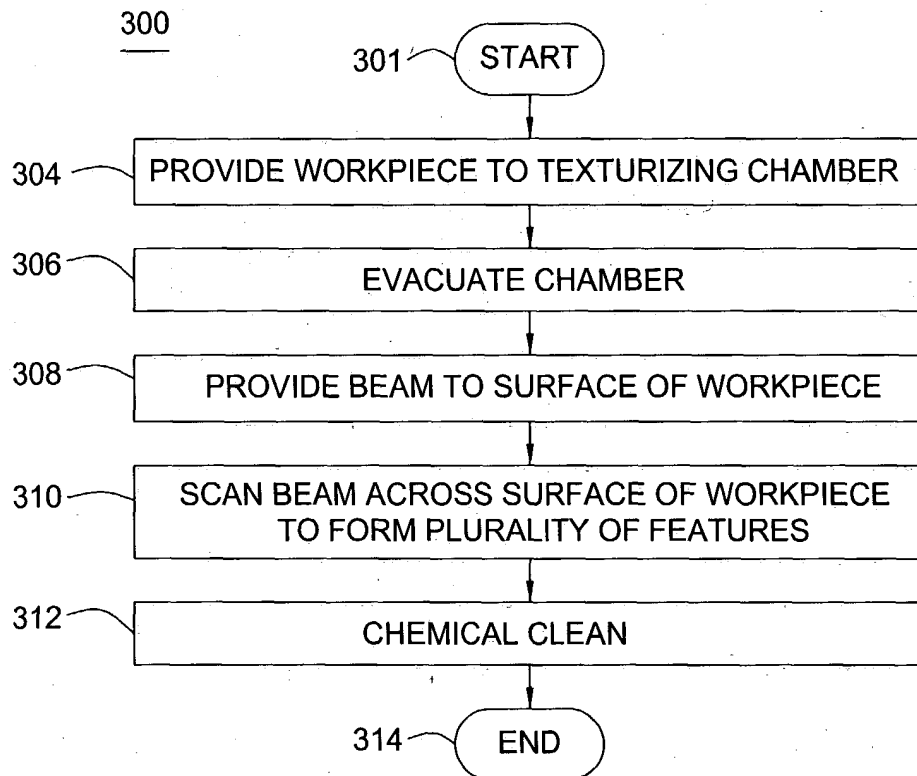 300
301
START
304
PROVIDE WORKPIECE TO TEXTURIZING CHAMBER
306
EVACUATE CHAMBER
308
PROVIDE BEAM TO SURFACE OF WORKPIECE
310
SCAN BEAM ACROSS SURFACE OF WORKPIECE
TO FORM PLURALITY OF FEATURES
312
CHEMICAL CLEAN
314
END